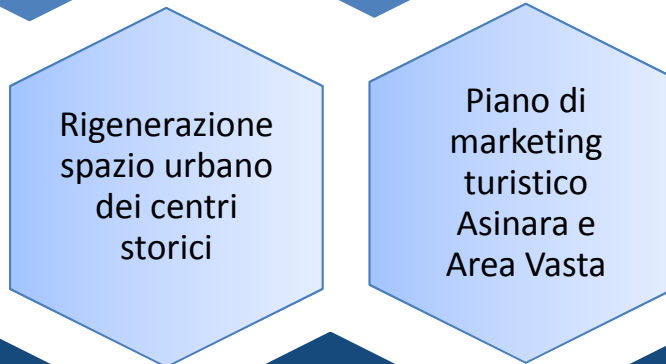 Rigenerazione
spazio urbano
dei centri
storici
Piano di
marketing
turistico
Asinara e
Area Vasta